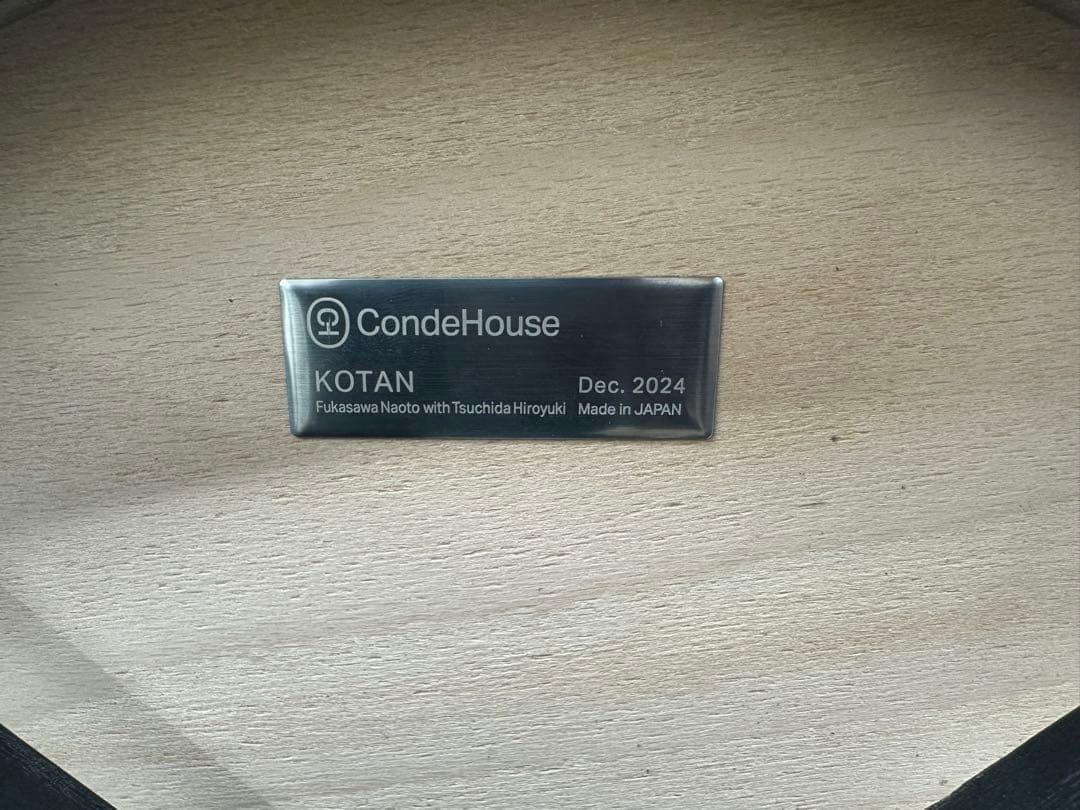 CondeHouse
KOTAN
Dec. 2024
Fukasawa Naoto with Tsuchida Hiroyuki
Made in JAPAN